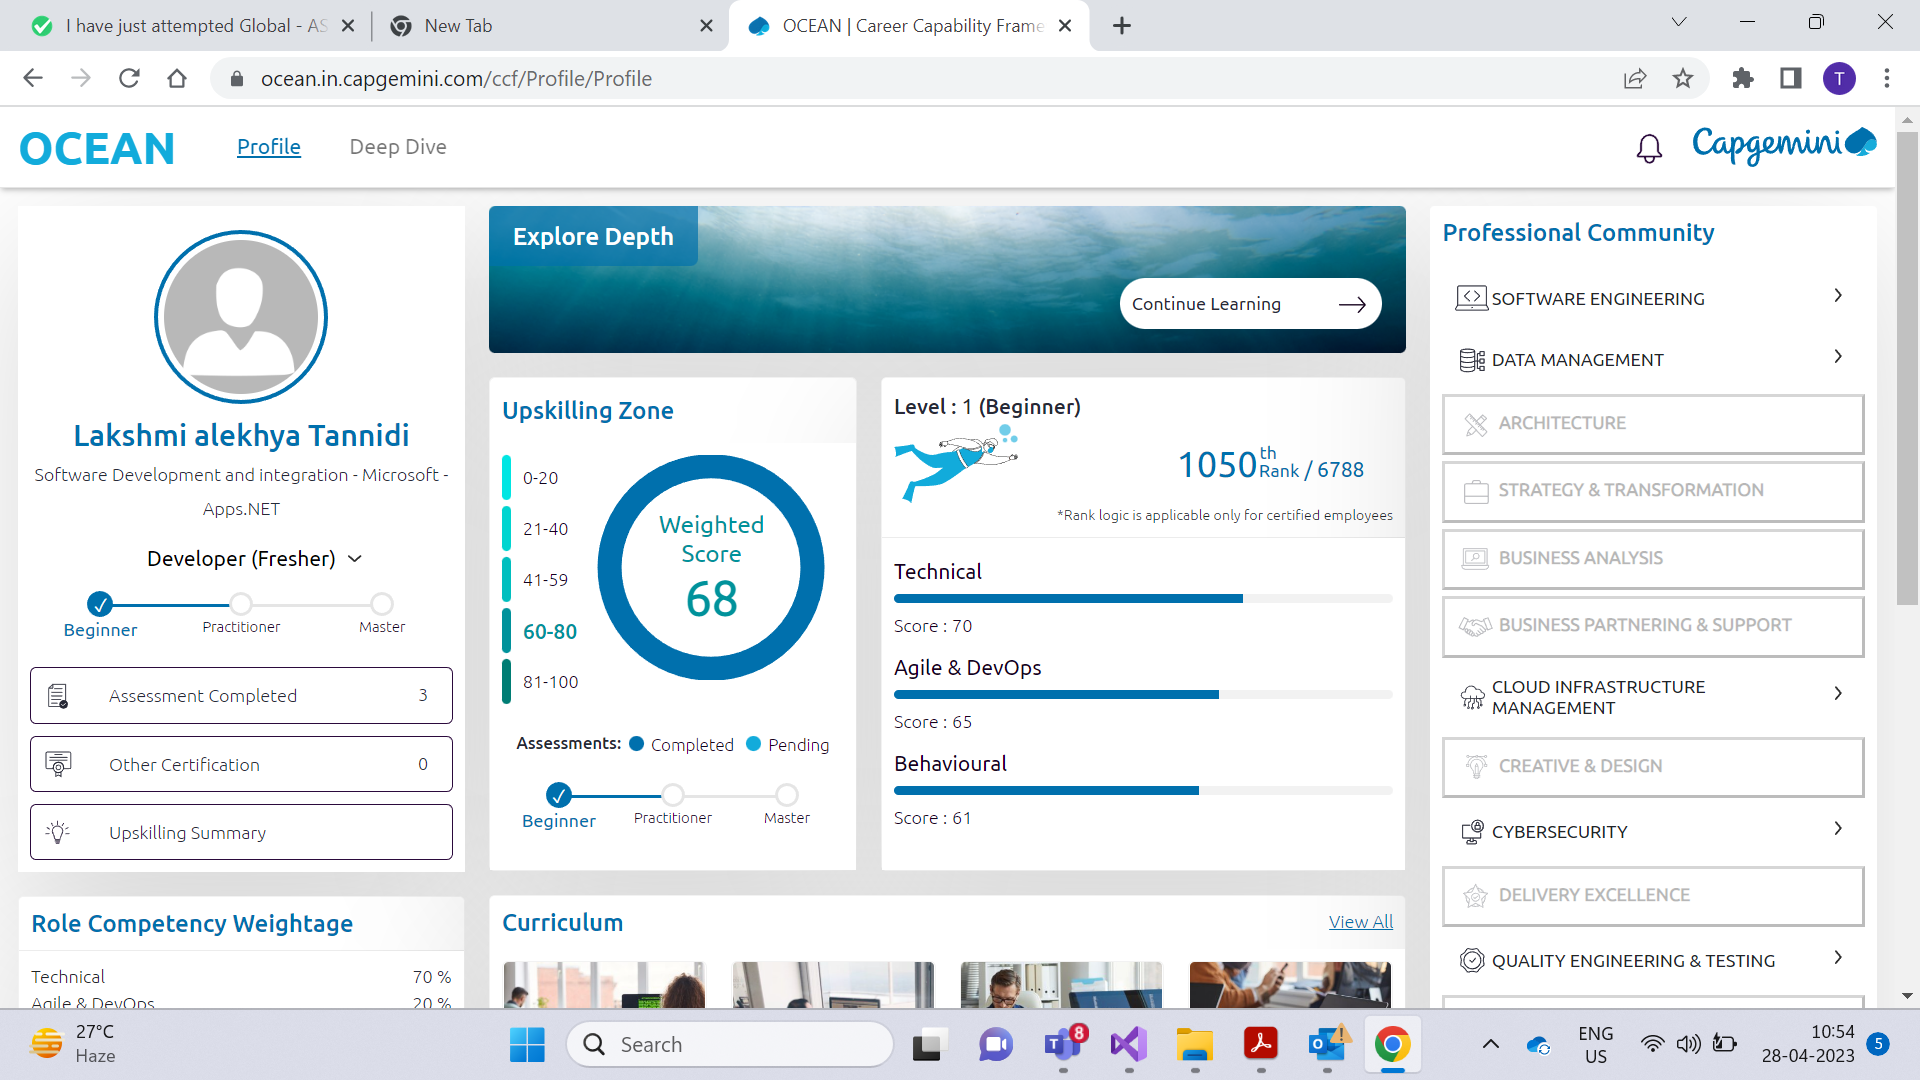 I have just attempted Global - AS
New Tab
OCEAN | Career Capability Frame
ocean.in.capgemini.com/ccf/Profile/Profile
T
OCEAN
Profile
Deep Dive
Capgemini
Lakshmi alekhya Tannidi
Software Development and integration - Microsoft -
Apps.NET
Developer (Fresher)
Beginner
Practitioner
Master
Assessment Completed 3
Other Certification 0
Upskilling Summary
Role Competency Weightage
Technical 70 %
Agile & DevOps 20 %
Explore Depth
Continue Learning
Upskilling Zone
0-20
21-40
41-59
60-80
81-100
Weighted
Score
68
Assessments: Completed Pending
Beginner
Practitioner
Master
Level : 1 (Beginner)
1050th Rank / 6788
*Rank logic is applicable only for certified employees
Technical
Score : 70
Agile & DevOps
Score : 65
Behavioural
Score : 61
Curriculum
View All
Professional Community
SOFTWARE ENGINEERING
DATA MANAGEMENT
ARCHITECTURE
STRATEGY & TRANSFORMATION
BUSINESS ANALYSIS
BUSINESS PARTNERING & SUPPORT
CLOUD INFRASTRUCTURE
MANAGEMENT
CREATIVE & DESIGN
CYBERSECURITY
DELIVERY EXCELLENCE
QUALITY ENGINEERING & TESTING
27°C
Haze
Search
8
ENG
US
10:54
28-04-2023
5